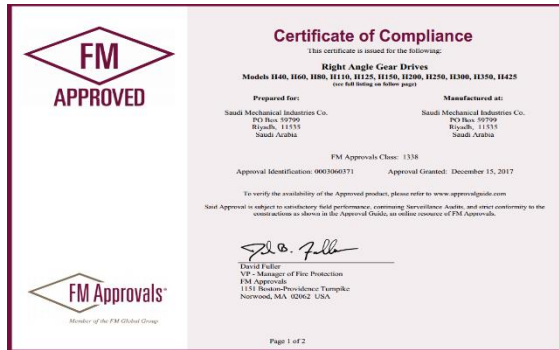 FM
APPROVED
Certificate of Compliance
This certificate is issued for the following:
Right Angle Gear Drives
Models H40, H60, H80, H110, H125, H150, H200, H250, H300, H350, H425
(see full listing on follow page)
Prepared for:
Saudi Mechanical Industries Co.
PO Box 59799
Riyadh, 11535
Saudi Arabia
Manufactured at:
Saudi Mechanical Industries Co.
PO Box 59799
Riyadh, 11535
Saudi Arabia
FM Approvals Class: 1338
Approval Identification: 0003060371
Approval Granted: December 15, 2017
To verify the availability of the Approved product, please refer to www.approvalguide.com
Said Approval is subject to satisfactory field performance, continuing Surveillance Audits, and strict conformity to the
constructions as shown in the Approval Guide, an online resource of FM Approvals.
David Fuller
VP - Manager of Fire Protection
FM Approvals
1151 Boston-Providence Turnpike
Norwood, MA 02062 USA
FM Approvals
Member of the FM Global Group
Page 1 of 2